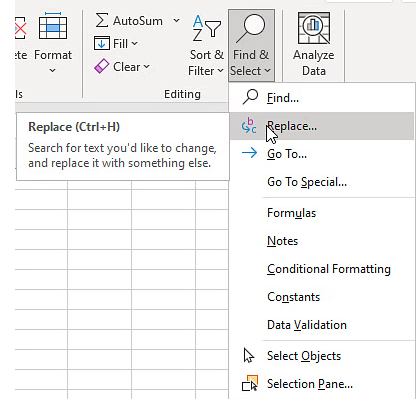 AutoSum
Fill
Clear
Format
Sort &
Filter
Find &
Select
Analyze
Data
Editing
Replace (Ctrl+H)
Search for text you'd like to change,
and replace it with something else.
Find...
Replace...
Go To...
Go To Special...
Formulas
Notes
Conditional Formatting
Constants
Data Validation
Select Objects
Selection Pane...